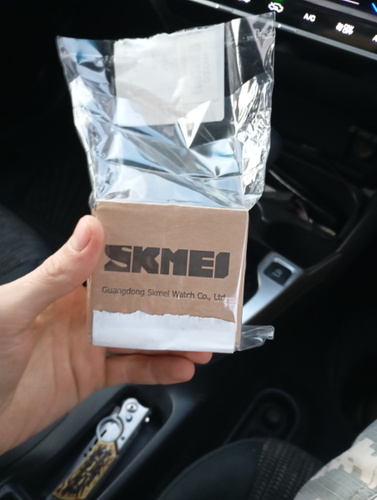 A/C
SKMEI
Guangdong Skmei Watch Co., Ltd